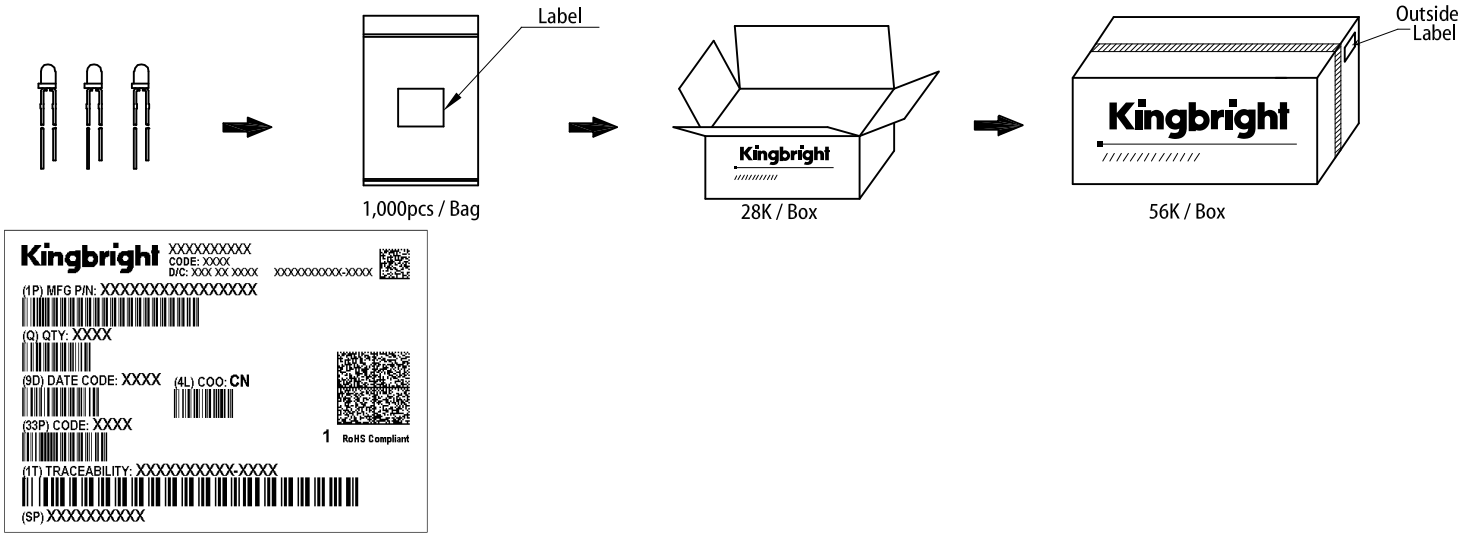 Label
Outside
Label
Kingbright
Kingbright
1,000pcs / Bag
28K / Box
56K / Box
Kingbright
XXXXXXXXXX
CODE: XXXX
D/C: XXX XX XXXX XXXXXXXXXX-XXXX
(1P) MFG P/N: XXXXXXXXXXXXXXXX
(Q) QTY: XXXX
(9D) DATE CODE: XXXX (4L) COO: CN
(33P) CODE: XXXX
1 RoHS Compliant
(1T) TRACEABILITY: XXXXXXXXXX-XXXX
(SP) XXXXXXXXXX